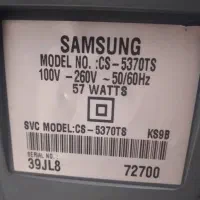 SAMSUNG
MODEL NO. :CS-5370TS
100V -260V ~50/60Hz
57 WATTS
SVC MODEL:CS-5370TS KS9B
SERIAL NO.
39JL8 72700